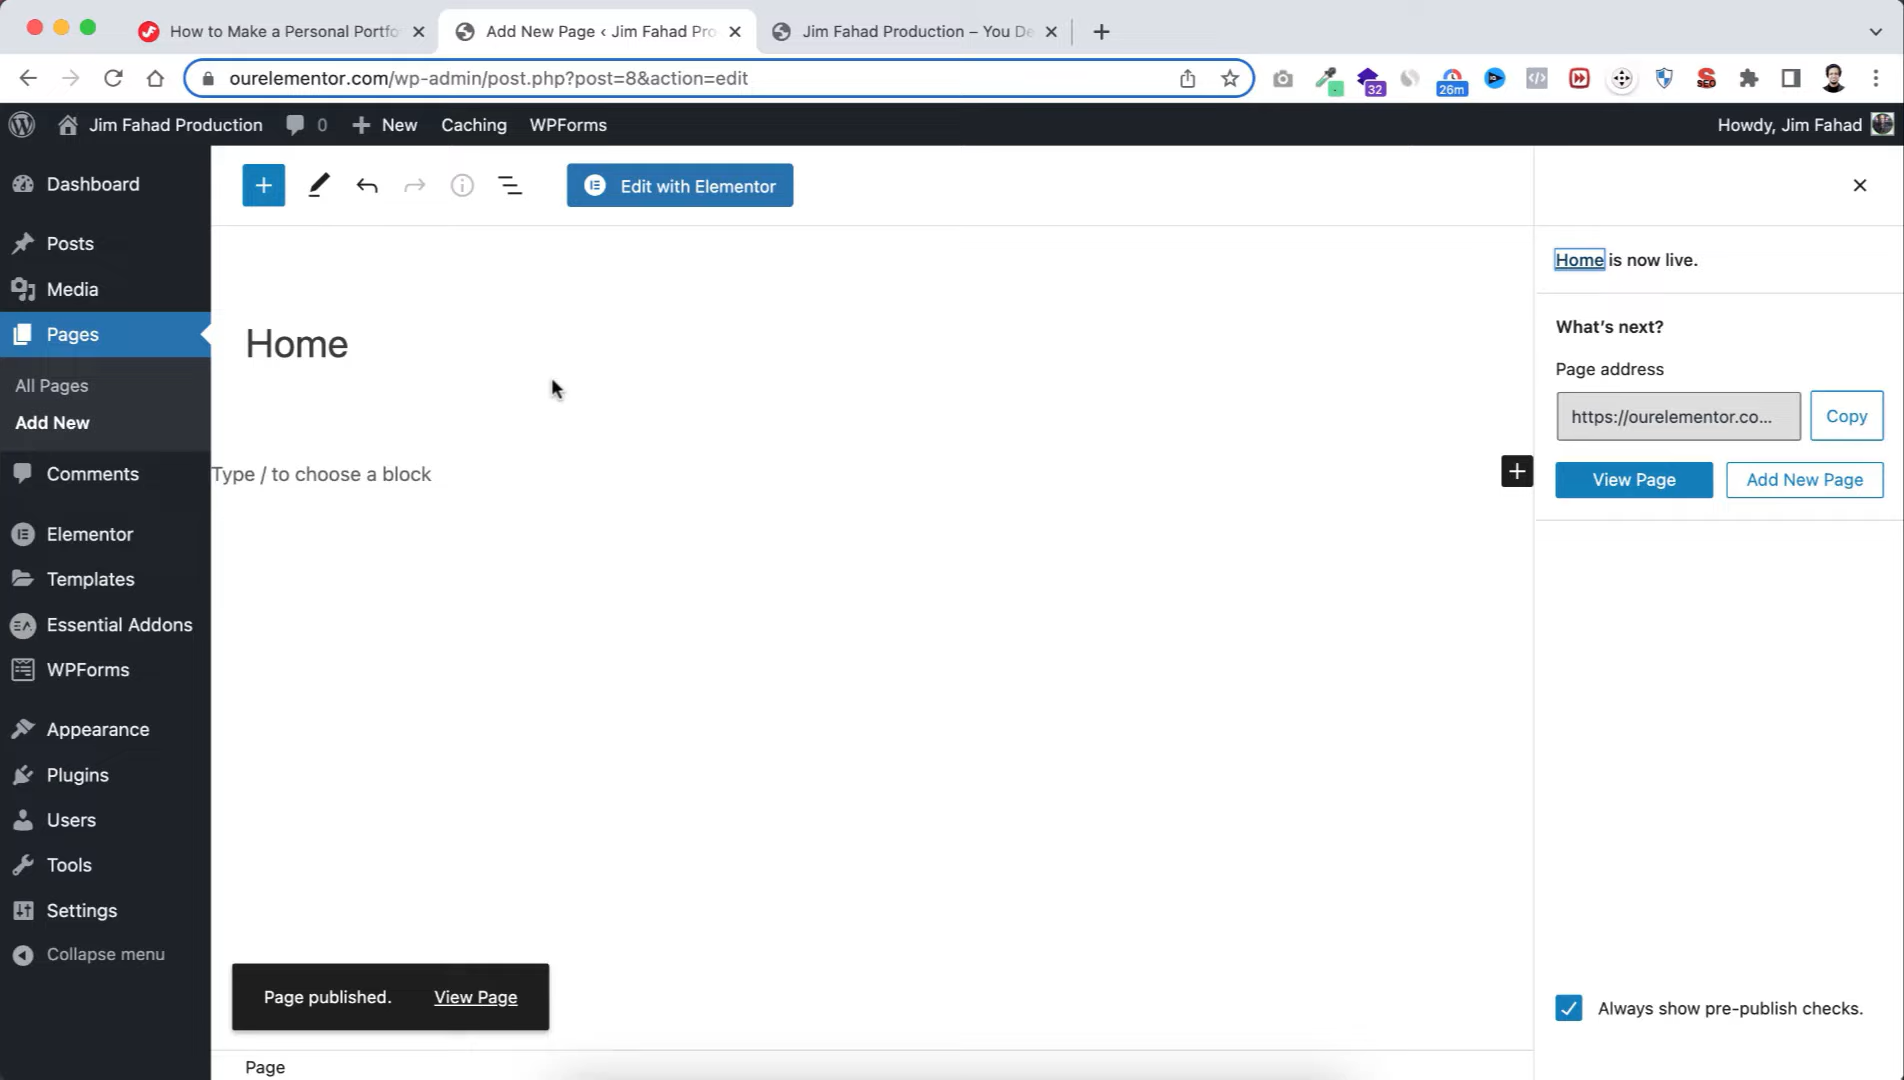 How to Make a Personal Portfo
Add New Page ‹ Jim Fahad Pro
Jim Fahad Production – You De
ourelementor.com/wp-admin/post.php?post=8&action=edit
32
26m
SEO
Jim Fahad Production
0
New
Caching
WPForms
Howdy, Jim Fahad
Dashboard
Posts
Media
Pages
All Pages
Add New
Comments
Elementor
Templates
Essential Addons
WPForms
Appearance
Plugins
Users
Tools
Settings
Collapse menu
Edit with Elementor
Home
Type / to choose a block
Page published. View Page
Page
Home is now live.
What's next?
Page address
https://ourelementor.co...
Copy
View Page
Add New Page
Always show pre-publish checks.